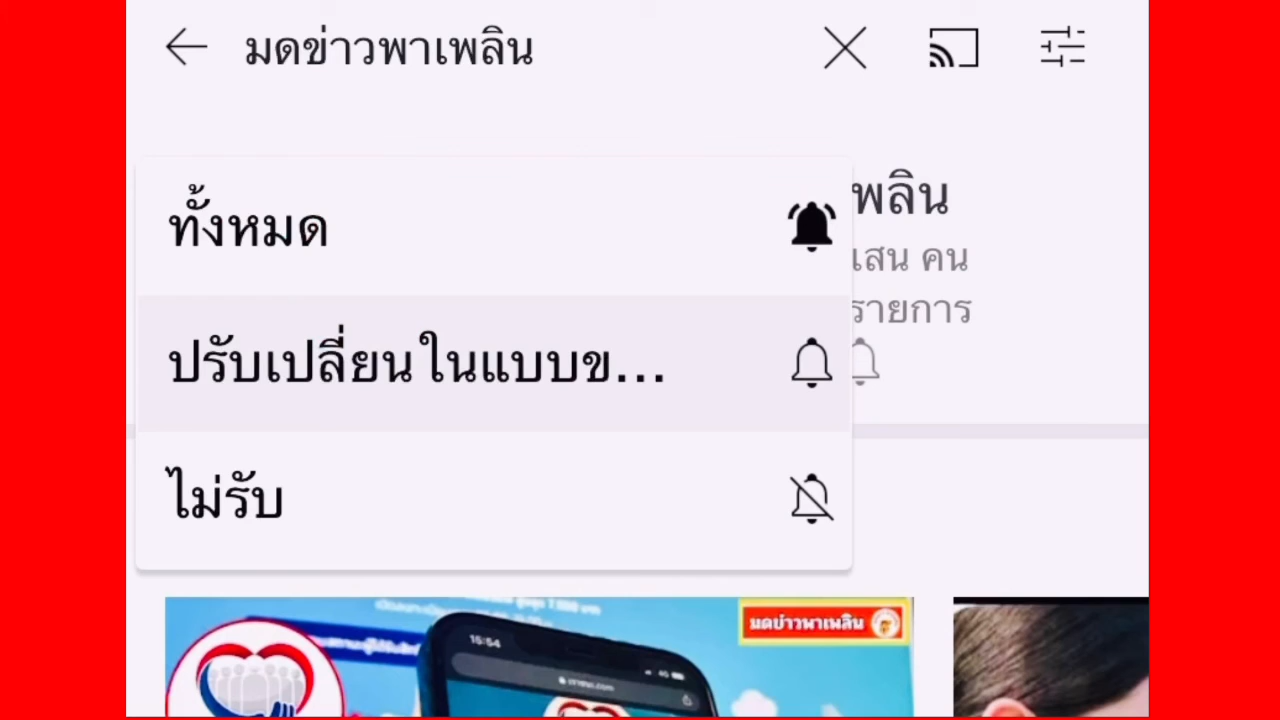 มดข่าวพาเพลิน
พลิน
เสน คน
รายการ
ทั้งหมด
ปรับเปลี่ยนในแบบข...
ไม่รับ
มดข่าวพาเพลิน
15:54
4G